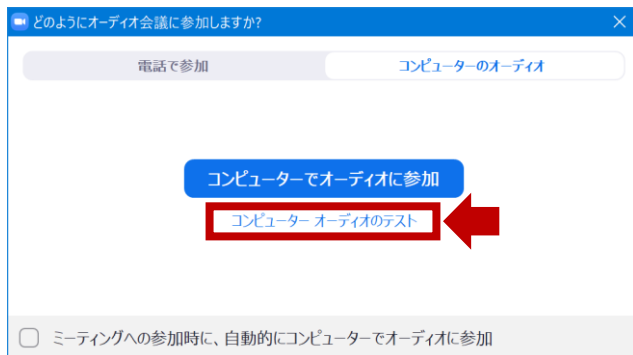 どのようにオーディオ会議に参加しますか?
電話で参加
コンピューターのオーディオ
コンピューターでオーディオに参加
コンピューター オーディオのテスト
ミーティングへの参加時に、自動的にコンピューターでオーディオに参加